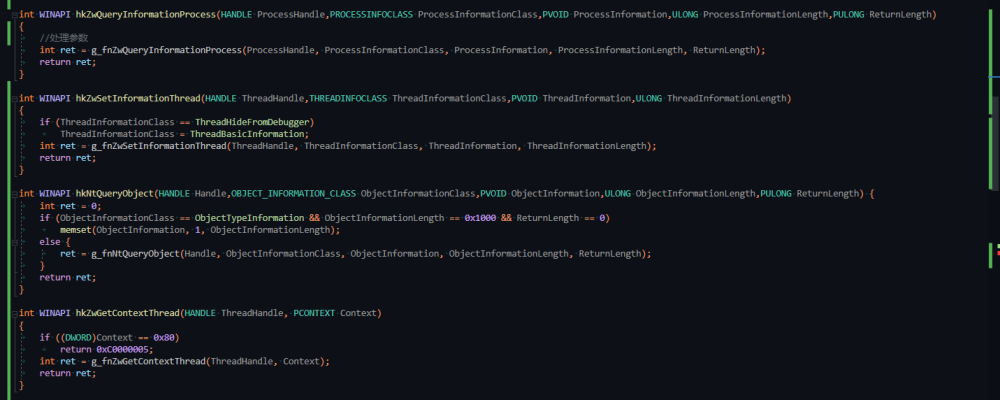 int WINAPI hkZwQueryInformationProcess(HANDLE ProcessHandle,PROCESSINFOCLASS ProcessInformationClass,PVOID ProcessInformation,ULONG ProcessInformationLength,PULONG ReturnLength)
{
//处理参数
int ret = g_fnZwQueryInformationProcess(ProcessHandle, ProcessInformationClass, ProcessInformation, ProcessInformationLength, ReturnLength);
return ret;
}
int WINAPI hkZwSetInformationThread(HANDLE ThreadHandle,THREADINFOCLASS ThreadInformationClass,PVOID ThreadInformation,ULONG ThreadInformationLength)
{
if (ThreadInformationClass == ThreadHideFromDebugger)
ThreadInformationClass = ThreadBasicInformation;
int ret = g_fnZwSetInformationThread(ThreadHandle, ThreadInformationClass, ThreadInformation, ThreadInformationLength);
return ret;
}
int WINAPI hkNtQueryObject(HANDLE Handle,OBJECT_INFORMATION_CLASS ObjectInformationClass,PVOID ObjectInformation,ULONG ObjectInformationLength,PULONG ReturnLength) {
int ret = 0;
if (ObjectInformationClass == ObjectTypeInformation && ObjectInformationLength == 0x1000 && ReturnLength == 0)
memset(ObjectInformation, 1, ObjectInformationLength);
else {
ret = g_fnNtQueryObject(Handle, ObjectInformationClass, ObjectInformation, ObjectInformationLength, ReturnLength);
}
return ret;
}
int WINAPI hkZwGetContextThread(HANDLE ThreadHandle, PCONTEXT Context)
{
if ((DWORD)Context == 0x80)
return 0xC0000005;
int ret = g_fnZwGetContextThread(ThreadHandle, Context);
return ret;
}